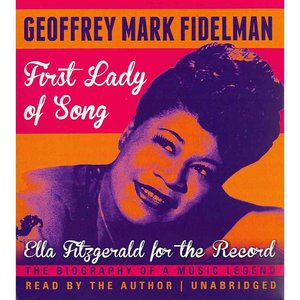 GEOFFREY MARK FIDELMAN
First Lady
of Song
Ella Fitzgerald for the Record
THE BIOGRAPHY OF A MUSIC LEGEND
READ BY THE AUTHOR | UNABRIDGED